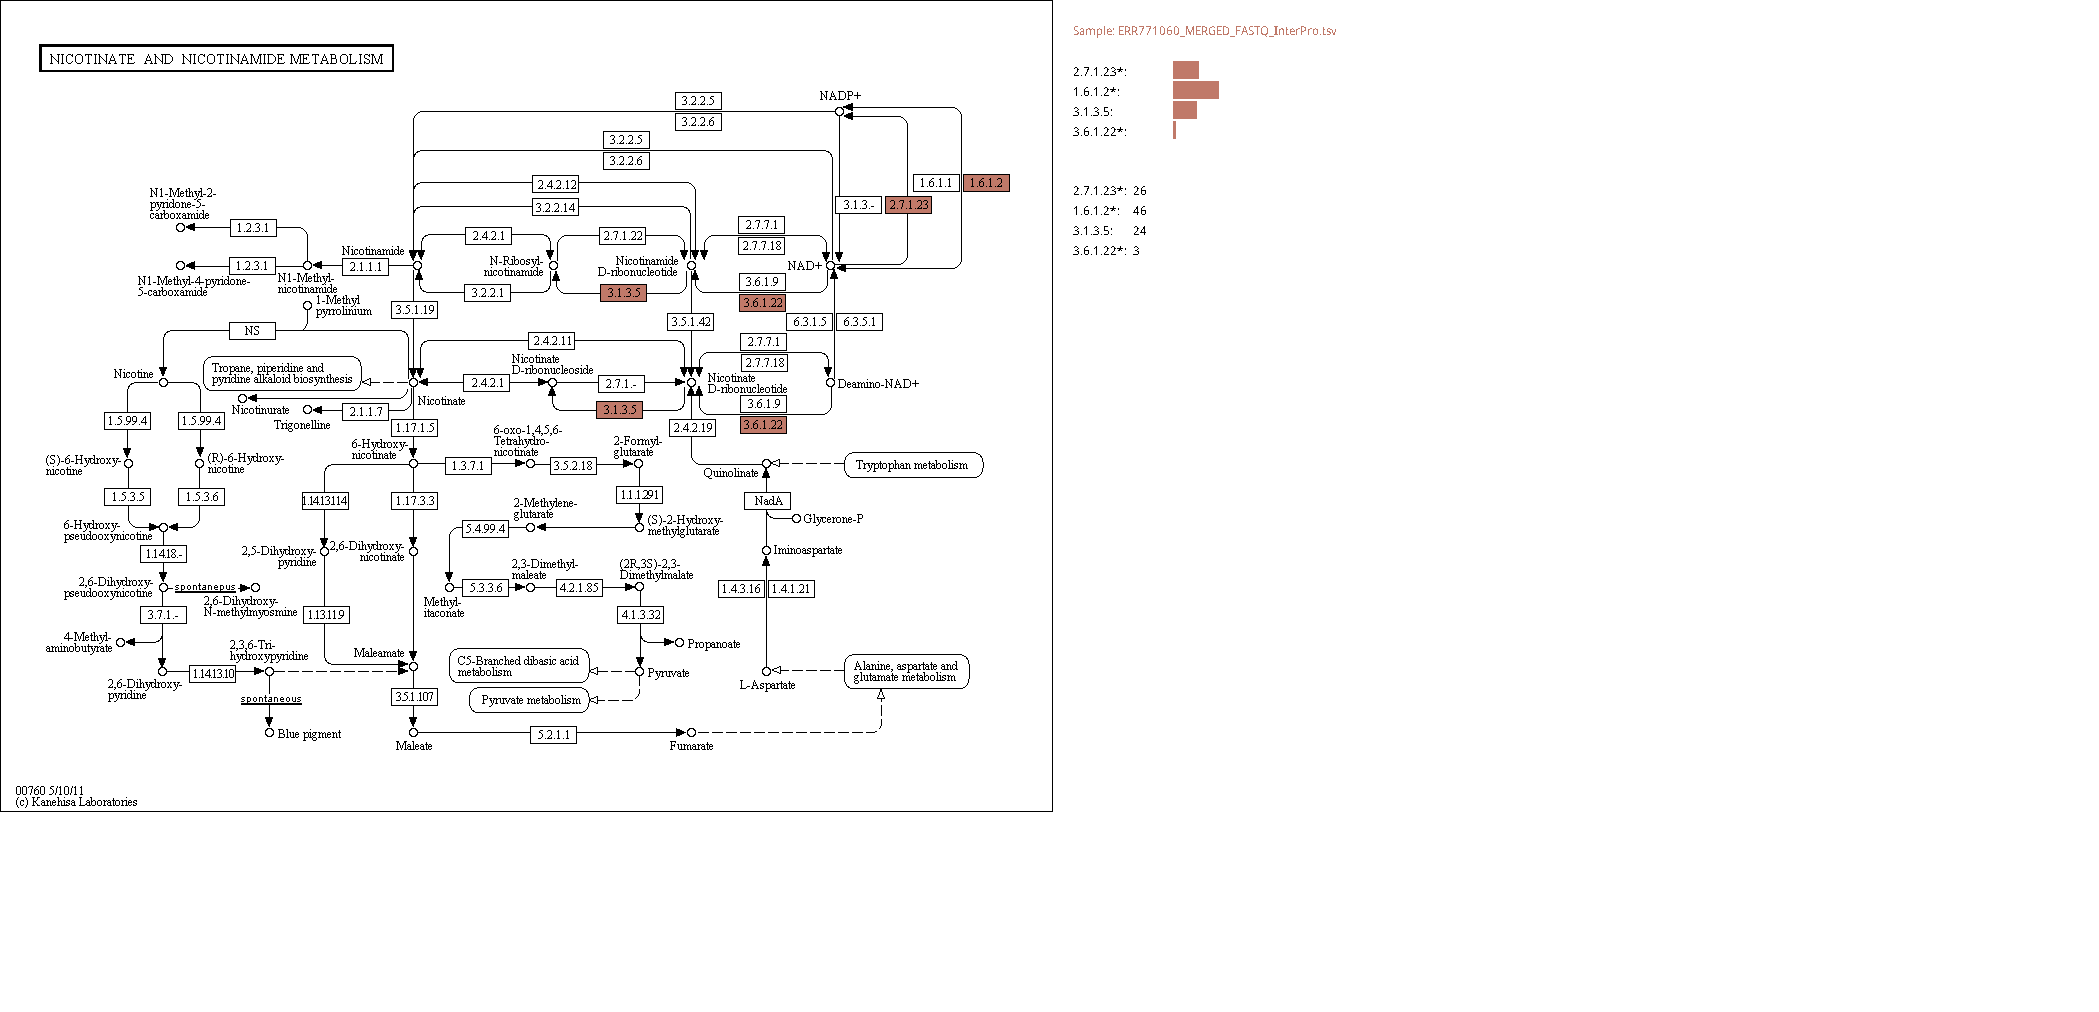 NICOTINATE AND NICOTINAMIDE METABOLISM
Sample: ERR771060_MERGED_FASTQ_InterPro.tsv
2.7.1.23*:
1.6.1.2*:
3.1.3.5:
3.6.1.22*:
2.7.1.23*: 26
1.6.1.2*: 46
3.1.3.5: 24
3.6.1.22*: 3
NADP+
3.2.2.5
3.2.2.6
3.2.2.5
3.2.2.6
2.4.2.12
3.2.2.14
1.6.1.1
1.6.1.2
3.1.3.-
2.7.1.23
N1-Methyl-2-
pyridone-5-
carboxamide
1.2.3.1
2.4.2.1
2.7.1.22
2.7.7.1
2.7.7.18
Nicotinamide
N1-Methyl-4-pyridone-
5-carboxamide
1.2.3.1
N1-Methyl-
nicotinamide
2.1.1.1
N-Ribosyl-
nicotinamide
Nicotinamide
D-ribonucleotide
NAD+
3.2.2.1
3.1.3.5
3.6.1.9
3.6.1.22
1-Methyl
pyrrolinium
3.5.1.19
3.5.1.42
6.3.1.5
6.3.5.1
NS
2.4.2.11
2.7.7.1
2.7.7.18
Nicotine
Tropane, piperidine and
pyridine alkaloid biosynthesis
Nicotinate
D-ribonucleoside
2.4.2.1
2.7.1.-
Nicotinate
D-ribonucleotide
Deamino-NAD+
Nicotinurate
Nicotinate
2.1.1.7
Trigonelline
3.1.3.5
3.6.1.9
3.6.1.22
1.5.99.4
1.5.99.4
1.17.1.5
2.4.2.19
6-Hydroxy-
nicotinate
6-oxo-1,4,5,6-
Tetrahydro-
nicotinate
2-Formyl-
glutarate
(S)-6-Hydroxy-
nicotine
(R)-6-Hydroxy-
nicotine
1.3.7.1
3.5.2.18
Quinolinate
Tryptophan metabolism
1.5.3.5
1.5.3.6
1.14.13.114
1.17.3.3
1.1.1.291
NadA
2-Methylene-
glutarate
6-Hydroxy-
pseudooxynicotine
5.4.99.4
(S)-2-Hydroxy-
methylglutarate
Glycerone-P
1.14.18.-
2,5-Dihydroxy-
pyridine
2,6-Dihydroxy-
nicotinate
Iminoaspartate
2,6-Dihydroxy-
pseudooxynicotine
spontanepus
2,6-Dihydroxy-
N-methylmyosmine
Methyl-
itaconate
5.3.3.6
2,3-Dimethyl-
maleate
4.2.1.85
(2R,3S)-2,3-
Dimethylmalate
1.4.3.16
1.4.1.21
3.7.1.-
1.13.11.9
4.1.3.32
4-Methyl-
aminobutyrate
2,3,6-Tri-
hydroxypyridine
Maleamate
Propanoate
C5-Branched dibasic acid
metabolism
Pyruvate
Alanine, aspartate and
glutamate metabolism
1.14.13.10
2,6-Dihydroxy-
pyridine
L-Aspartate
spontaneous
3.5.1.107
Pyruvate metabolism
Blue pigment
Maleate
5.2.1.1
Fumarate
00760 5/10/11
(c) Kanehisa Laboratories